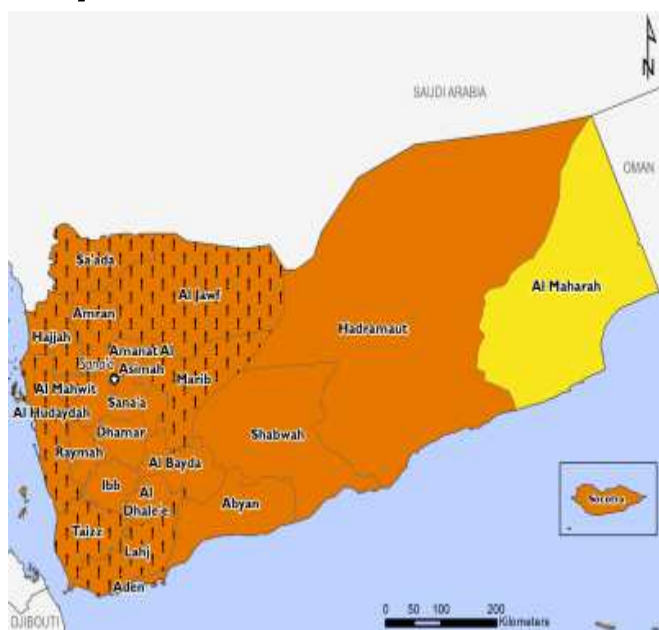 N
SAUDI ARABIA
OMAN
Sa'ada
Al Jawf
Al Maharah
Amran
Hadramaut
Hajjah
Amanat Al
Asimah
Sana'a
Marib
Al Mahwit
Sana'a
Al Hudaydah
Dhamar
Shabwah
Raymah
Al Bayda
Ibb
Al
Dhale'e
Abyan
Socotra
Taizz
Lahj
Aden
DJIBOUTI
0 50 100 200
Kilometers